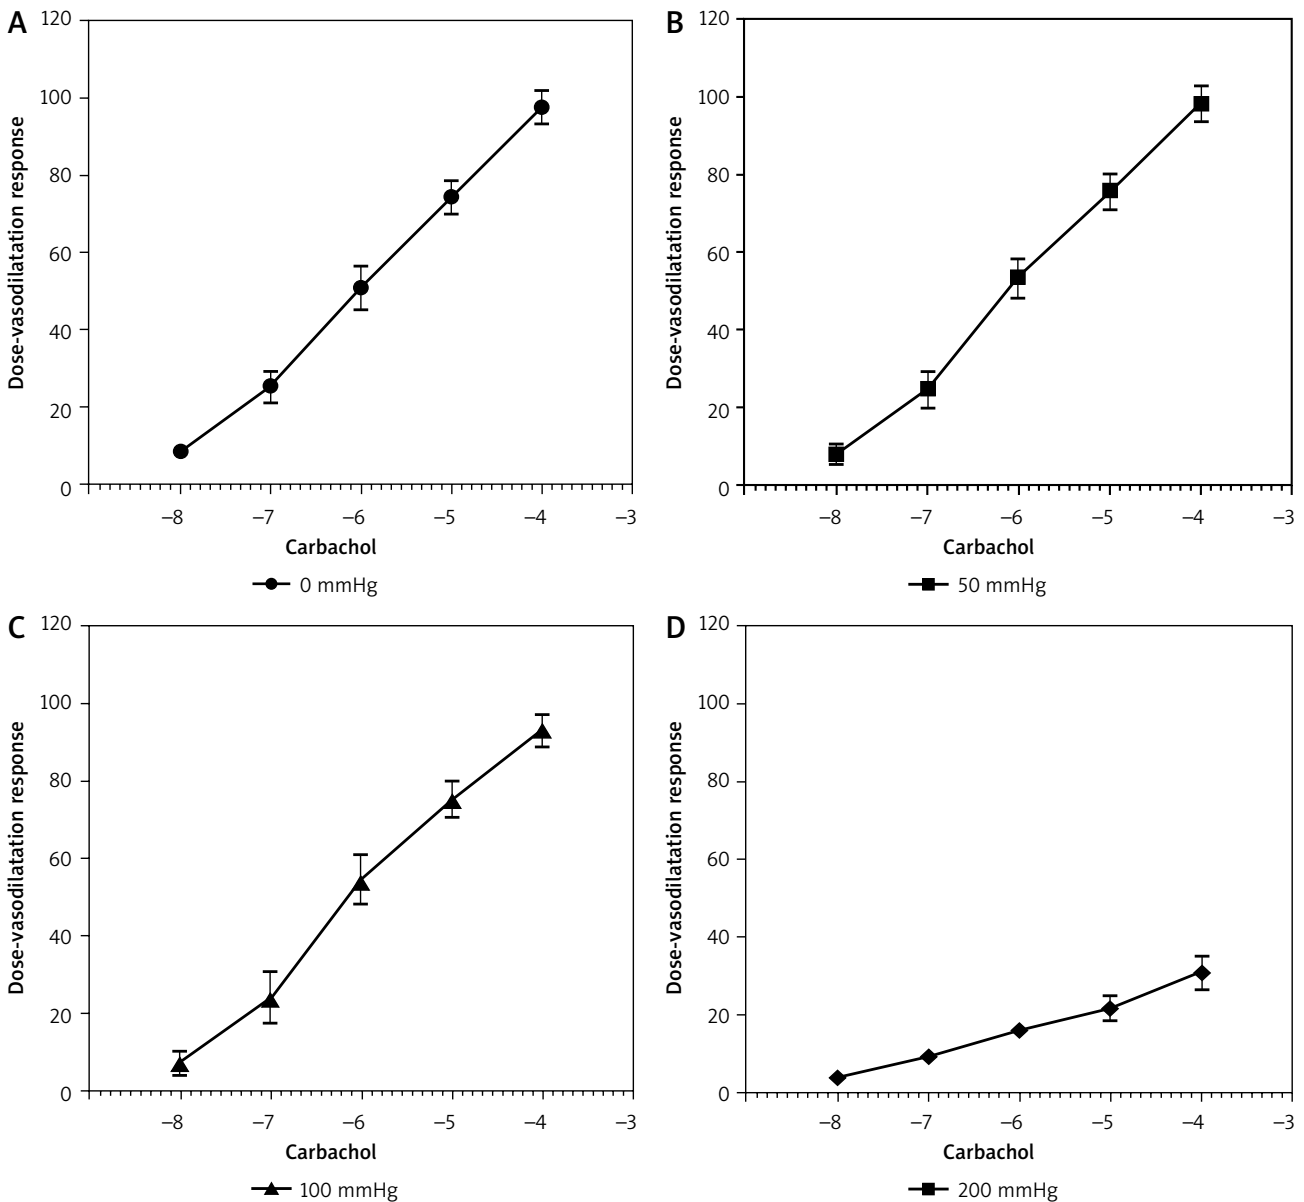 A
120
100
80
60
40
20
0
Dose-vasodilatation response
−8 −7 −6 −5 −4 −3
Carbachol
0 mmHg
B
120
100
80
60
40
20
0
Dose-vasodilatation response
−8 −7 −6 −5 −4 −3
Carbachol
50 mmHg
C
120
100
80
60
40
20
0
Dose-vasodilatation response
−8 −7 −6 −5 −4 −3
Carbachol
100 mmHg
D
120
100
80
60
40
20
0
Dose-vasodilatation response
−8 −7 −6 −5 −4 −3
Carbachol
200 mmHg